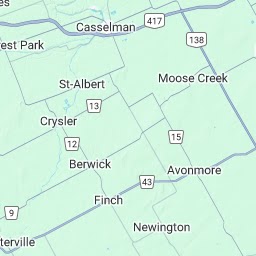 es
Casselman
417
est Park
138
St-Albert
Moose Creek
13
Crysler
15
12
Berwick
Avonmore
43
Finch
9
Newington
terville